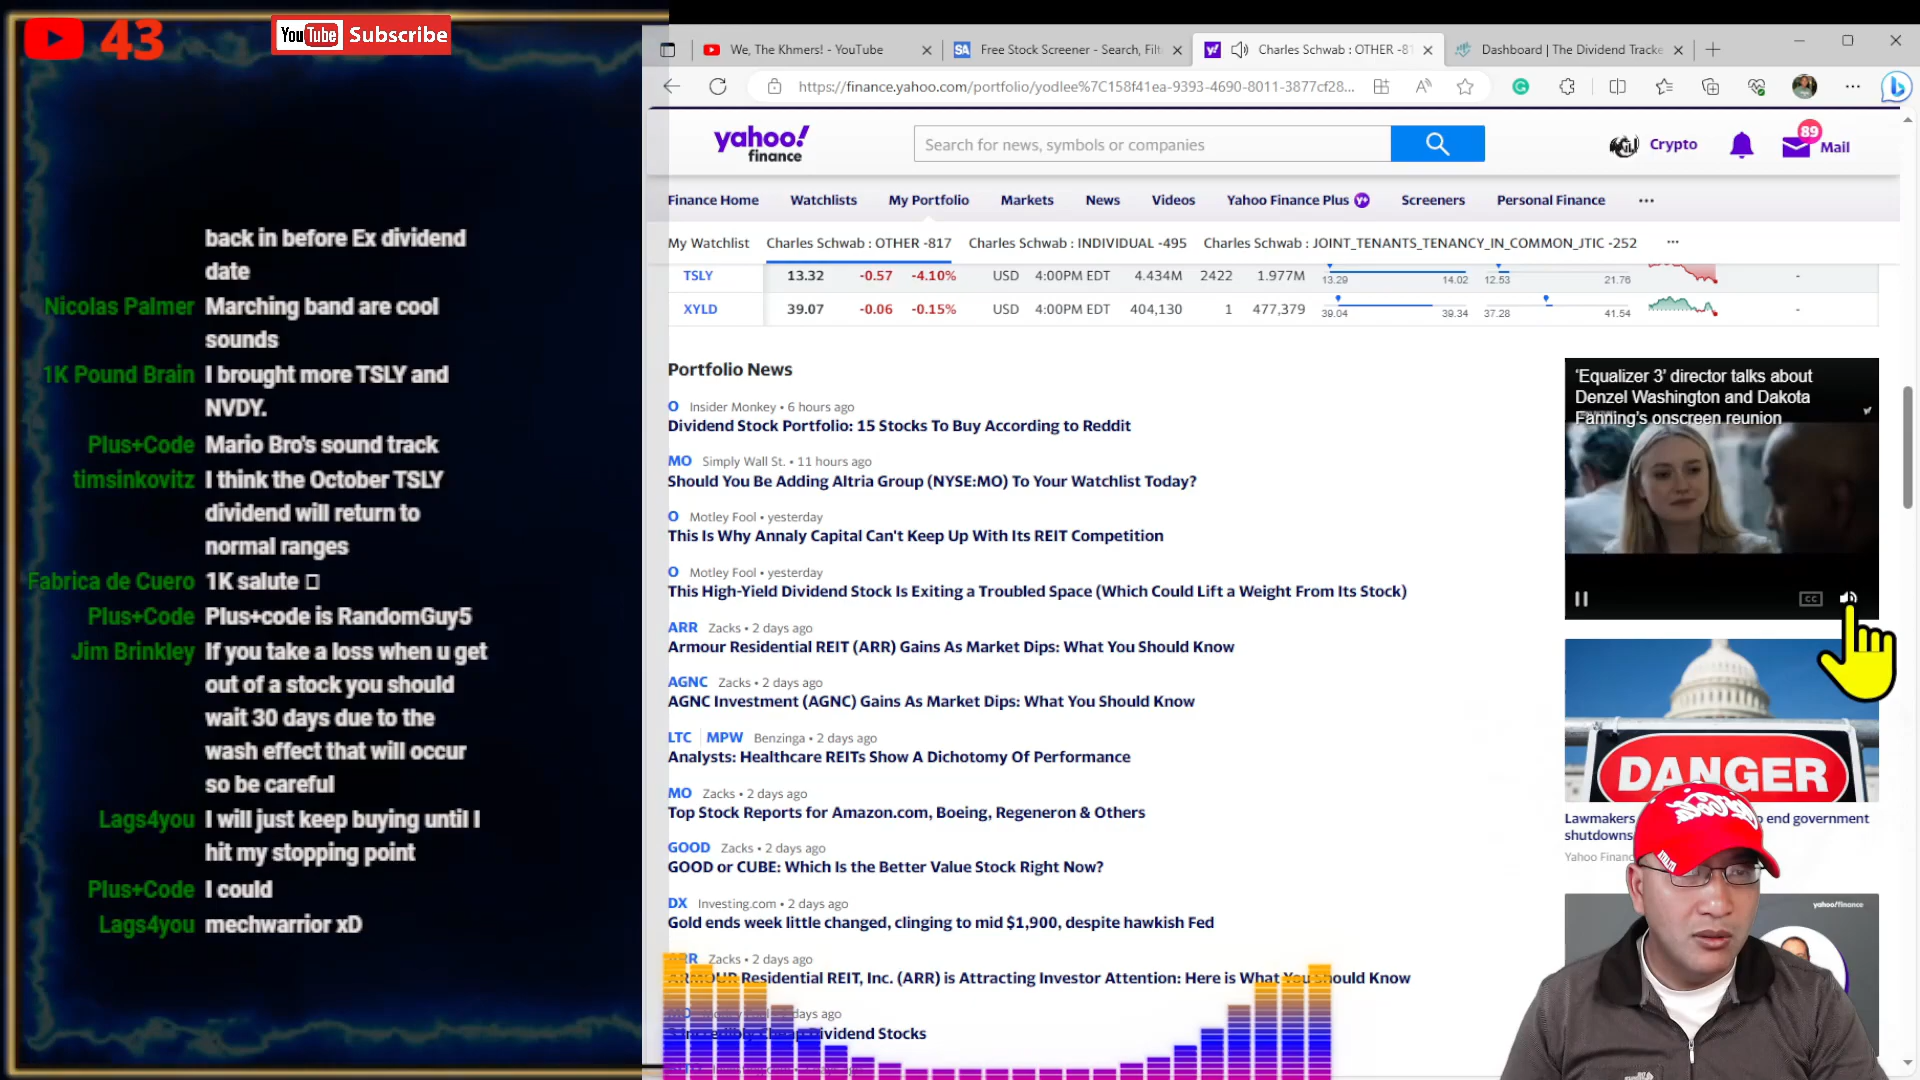 43
YouTube Subscribe
back in before Ex dividend
date
Nicolas Palmer Marching band are cool
sounds
1K Pound Brain I brought more TSLY and
NVDY.
Plus+Code Mario Bro's sound track
timsinkovitz I think the October TSLY
dividend will return to
normal ranges
Fabrica de Cuero 1K salute
Plus+Code Plus+code is RandomGuy5
Jim Brinkley If you take a loss when u get
out of a stock you should
wait 30 days due to the
wash effect that will occur
so be careful
Lags4you I will just keep buying until I
hit my stopping point
Plus+Code I could
Lags4you mechwarrior xD
We, The Khmers! - YouTube
SA Free Stock Screener - Search, Filt
Charles Schwab : OTHER -81
Dashboard | The Dividend Tracke
https://finance.yahoo.com/portfolio/yodlee%7C158f41ea-9393-4690-8011-3877cf28...
yahoo!
finance
Search for news, symbols or companies
Crypto
89
Mail
Finance Home Watchlists My Portfolio Markets News Videos Yahoo Finance Plus Screeners Personal Finance ...
My Watchlist Charles Schwab : OTHER -817 Charles Schwab : INDIVIDUAL -495 Charles Schwab : JOINT_TENANTS_TENANCY_IN_COMMON_JTIC -252 ...
TSLY 13.32 -0.57 -4.10% USD 4:00PM EDT 4.434M 2422 1.977M 13.29 14.02 12.53 21.76 -
XYLD 39.07 -0.06 -0.15% USD 4:00PM EDT 404,130 1 477,379 39.04 39.34 37.28 41.54 -
Portfolio News
O Insider Monkey • 6 hours ago
Dividend Stock Portfolio: 15 Stocks To Buy According to Reddit
MO Simply Wall St. • 11 hours ago
Should You Be Adding Altria Group (NYSE:MO) To Your Watchlist Today?
O Motley Fool • yesterday
This Is Why Annaly Capital Can't Keep Up With Its REIT Competition
O Motley Fool • yesterday
This High-Yield Dividend Stock Is Exiting a Troubled Space (Which Could Lift a Weight From Its Stock)
ARR Zacks • 2 days ago
Armour Residential REIT (ARR) Gains As Market Dips: What You Should Know
AGNC Zacks • 2 days ago
AGNC Investment (AGNC) Gains As Market Dips: What You Should Know
LTC MPW Benzinga • 2 days ago
Analysts: Healthcare REITs Show A Dichotomy Of Performance
MO Zacks • 2 days ago
Top Stock Reports for Amazon.com, Boeing, Regeneron & Others
GOOD Zacks • 2 days ago
GOOD or CUBE: Which Is the Better Value Stock Right Now?
DX Investing.com • 2 days ago
Gold ends week little changed, clinging to mid $1,900, despite hawkish Fed
ARR Zacks • 2 days ago
ARMOUR Residential REIT, Inc. (ARR) is Attracting Investor Attention: Here is What You Should Know
days ago
Incredibly Cheap Dividend Stocks
'Equalizer 3' director talks about
Denzel Washington and Dakota
Fanning's onscreen reunion
CC
DANGER
Lawmakers
o end government
shutdowns
Yahoo Finan
yahoo!finance